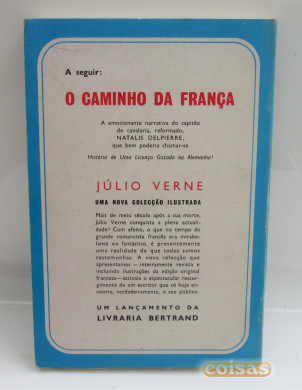 A seguir:
O CAMINHO DA FRANÇA
A emocionante narrativa do capitão
de cavalaria, reformado,
NATALIS DELPIERRE,
que bem poderia chamar-se
História de Uma Licença Gozada na Alemanha!
JÚLIO VERNE
UMA NOVA COLECÇÃO ILUSTRADA
Mais de meio século após a sua morte,
Júlio Verne conquista a plena actuali-
dade! Com efeito, o que no tempo do
grande romancista francês era mirabo-
lante ou fantástico, é presentemente
uma realidade de que todos somos
testemunhas. A nova colecção que
apresentamos — inteiramente revista e
incluindo ilustrações da edição original
francesa — assinala o espectacular ressur-
gimento de um escritor que só hoje en-
contra, verdadeiramente, o seu público.
UM LANÇAMENTO DA
LIVRARIA BERTRAND
coisas